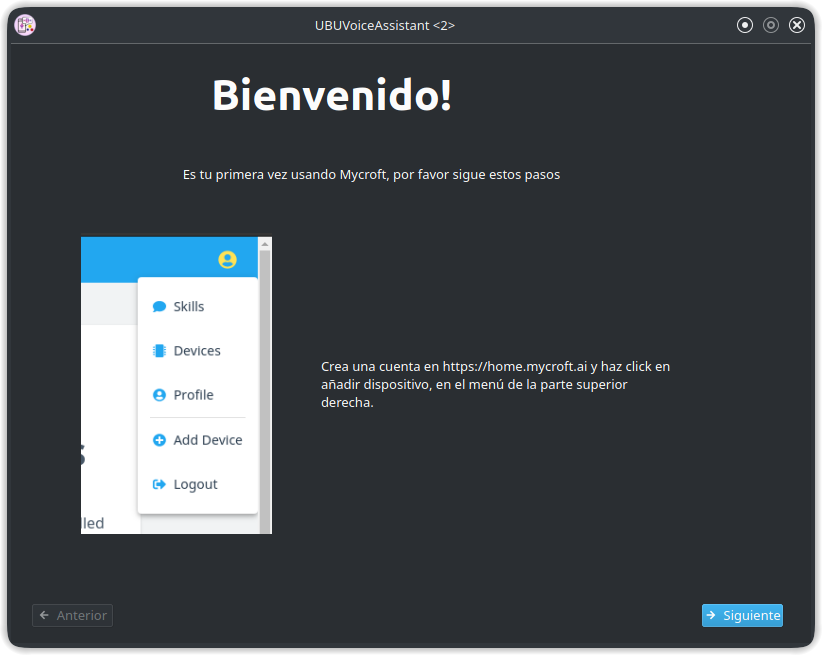 UBUVoiceAssistant <2>
Bienvenido!
Es tu primera vez usando Mycroft, por favor sigue estos pasos
Skills
Devices
Profile
Add Device
Logout
lled
Crea una cuenta en https://home.mycroft.ai y haz click en
añadir dispositivo, en el menú de la parte superior
derecha.
Anterior
Siguiente